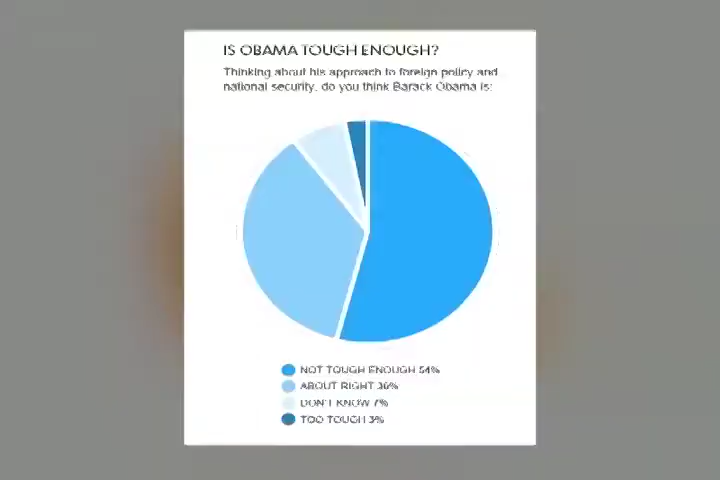 IS OBAMA TOUGH ENOUGH?
Thinking about his approach to foreign policy and
national security, do you think Barack Obama is:
NOT TOUGH ENOUGH 54%
ABOUT RIGHT 36%
DON'T KNOW 7%
TOO TOUGH 3%